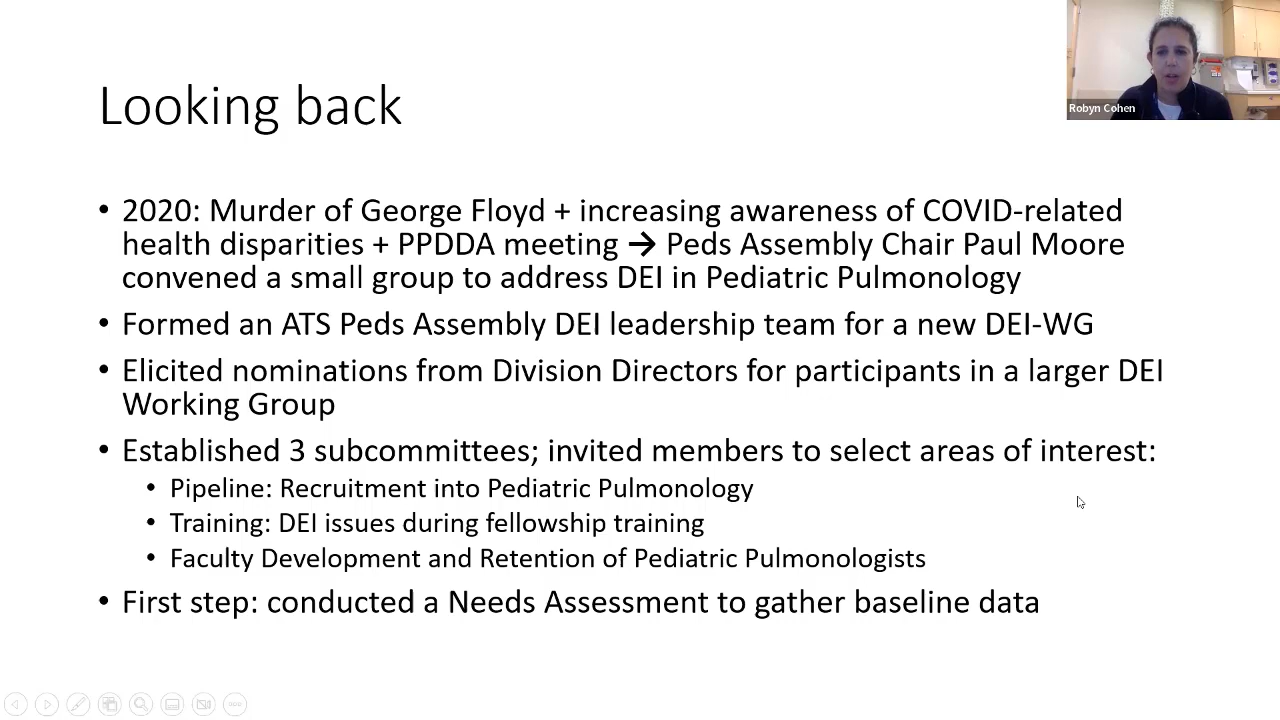 Robyn Cohen
Looking back
• 2020: Murder of George Floyd + increasing awareness of COVID-related
health disparities + PPDDA meeting → Peds Assembly Chair Paul Moore
convened a small group to address DEI in Pediatric Pulmonology
• Formed an ATS Peds Assembly DEI leadership team for a new DEI-WG
• Elicited nominations from Division Directors for participants in a larger DEI
Working Group
• Established 3 subcommittees; invited members to select areas of interest:
• Pipeline: Recruitment into Pediatric Pulmonology
• Training: DEI issues during fellowship training
• Faculty Development and Retention of Pediatric Pulmonologists
• First step: conducted a Needs Assessment to gather baseline data